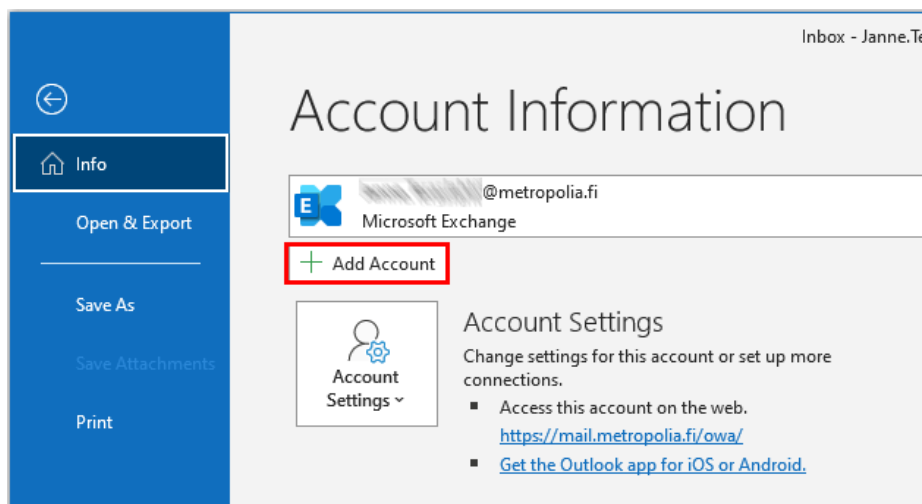 Inbox - Janne.Te
Account Information
Info
@metropolia.fi
Microsoft Exchange
Open & Export
Add Account
Save As
Account Settings
Change settings for this account or set up more
connections.
Save Attachments
Account
Settings
Access this account on the web.
https://mail.metropolia.fi/owa/
Print
Get the Outlook app for iOS or Android.